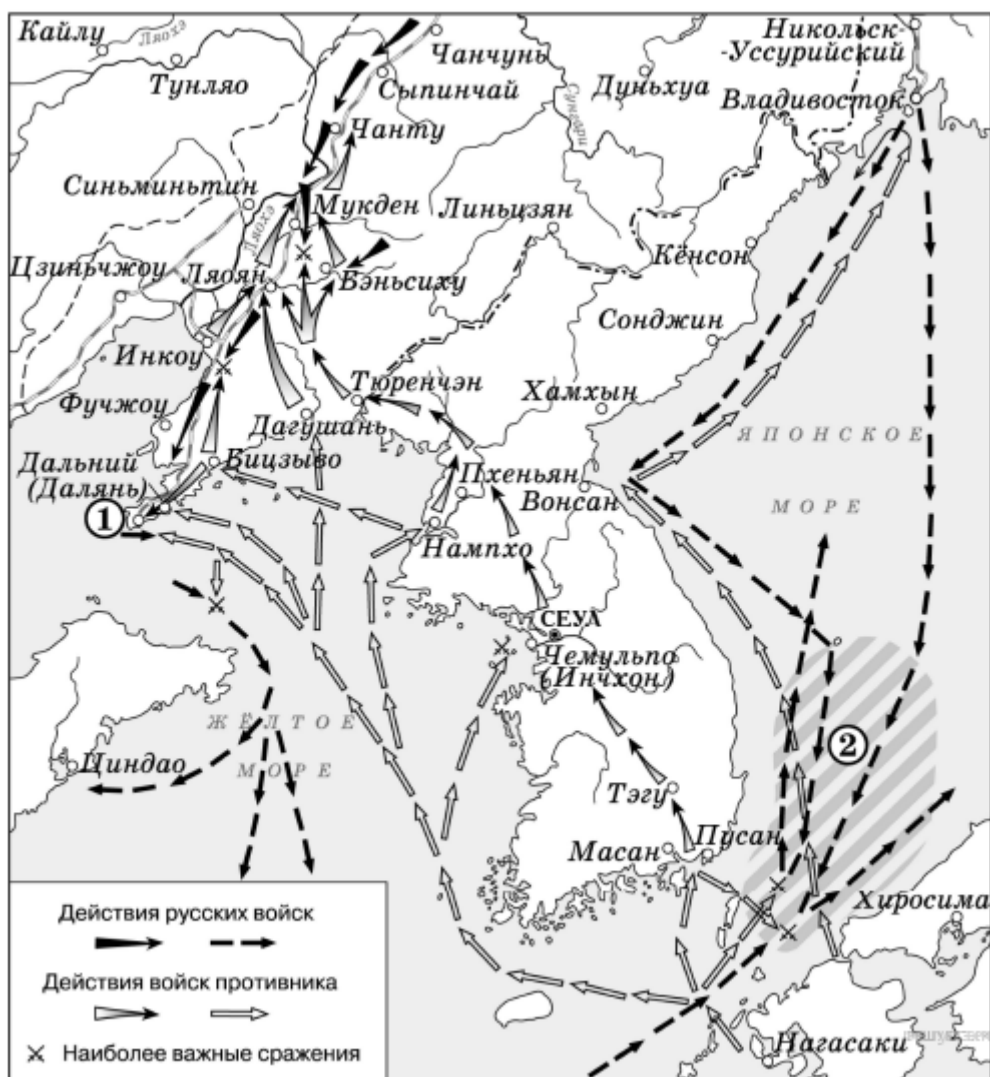 Кайлу
Ляохэ
Тунляо
Чанчунь
Сыпинчай
Сунгари
Дуньхуа
Никольск-
Уссурийский
Владивосток
Чанту
Синьминьтин
Мукден
Линьцзян
Ляохэ
Цзиньчжоу
Ляоян
Бэньсиху
Кёнсон
Сонджин
Инкоу
Тюренчэн
Хамхын
Фучжоу
Дагушань
ЯПОНСКОЕ
Дальний
(Далянь)
Бицзыво
Пхеньян
Вонсан
МОРЕ
1
Нампхо
СЕУЛ
Чемульпо
(Инчхон)
ЖЁЛТОЕ
МОРЕ
2
Циндао
Тэгу
Масан
Пусан
Хиросима
Нагасаки
Действия русских войск
Действия войск противника
Наиболее важные сражения